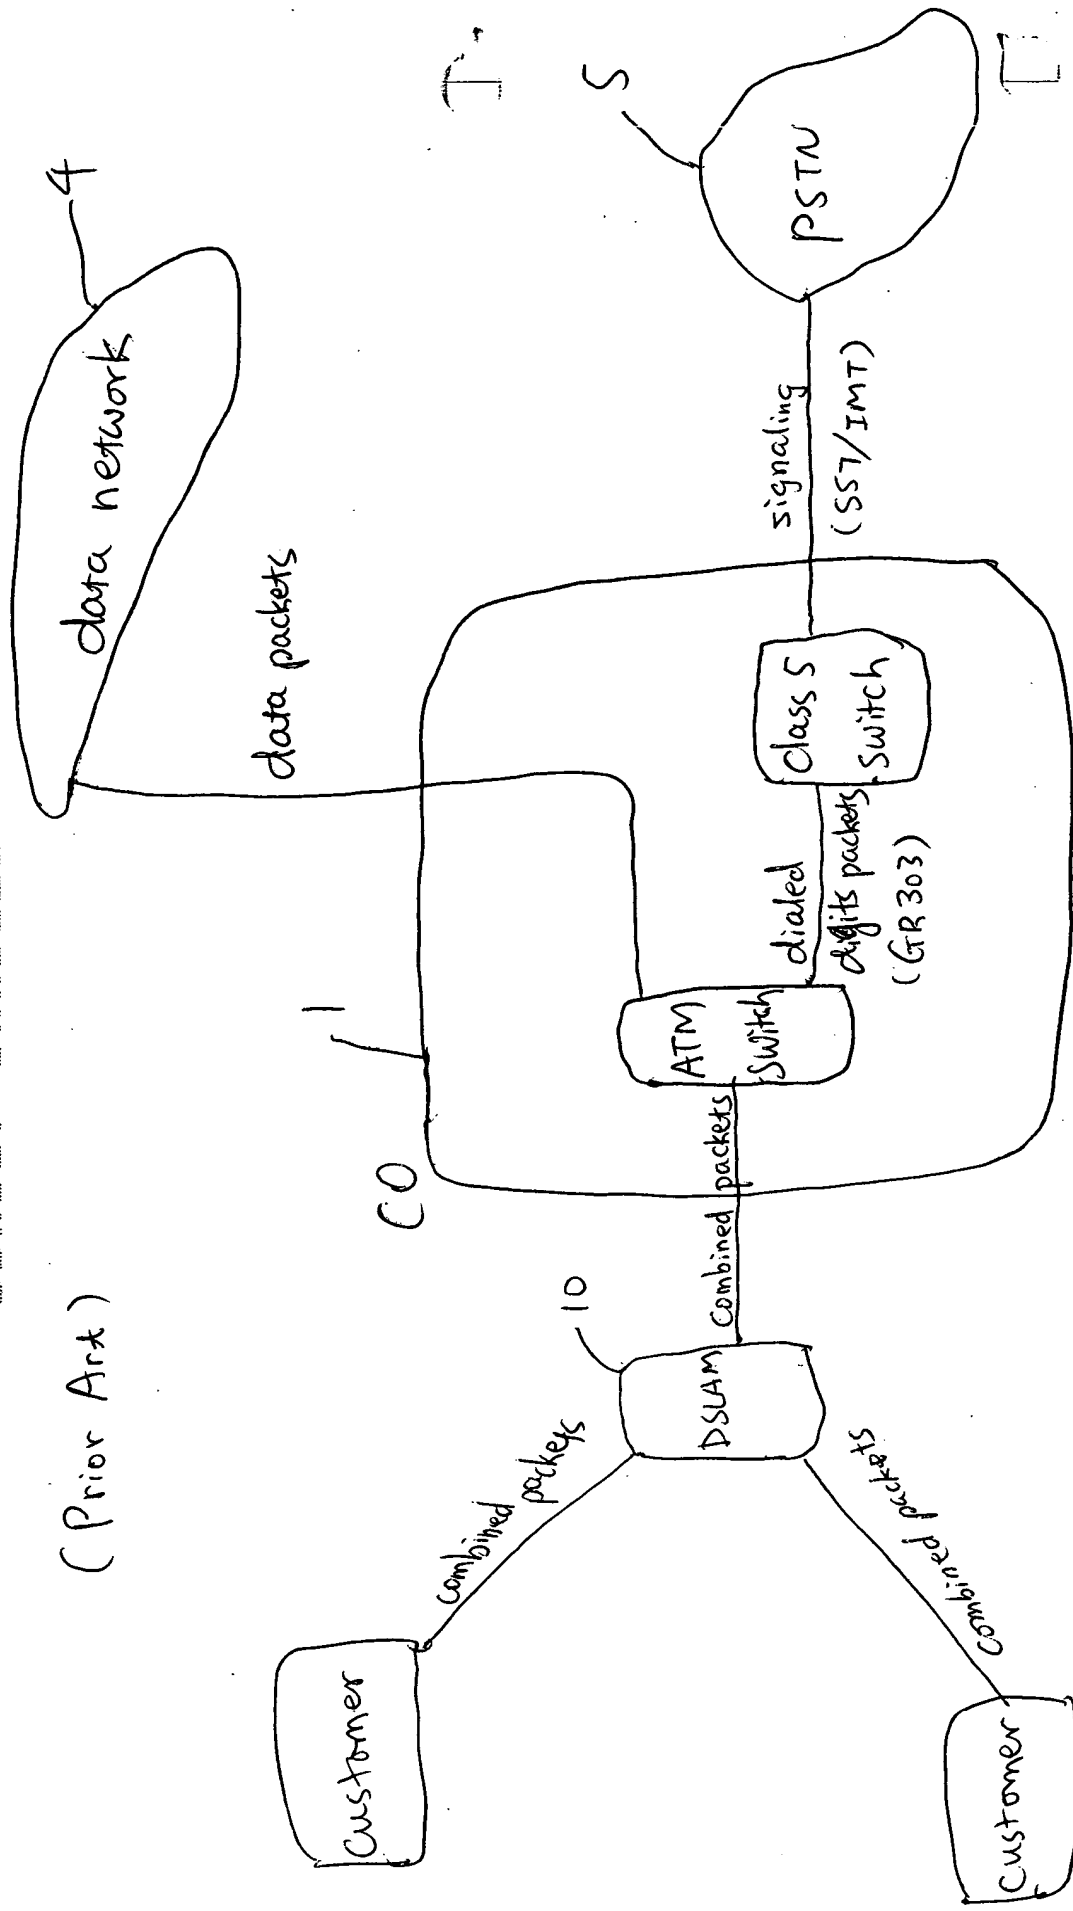 (Prior Art)
data network
4
data packets
CO
1
Customer
combined packets
10
DSLAM
combined packets
ATM
Switch
dialed
digits packets
(GR303)
Class 5
Switch
signaling
(SS7/IMT)
5
PSTN
Customer
combined packets